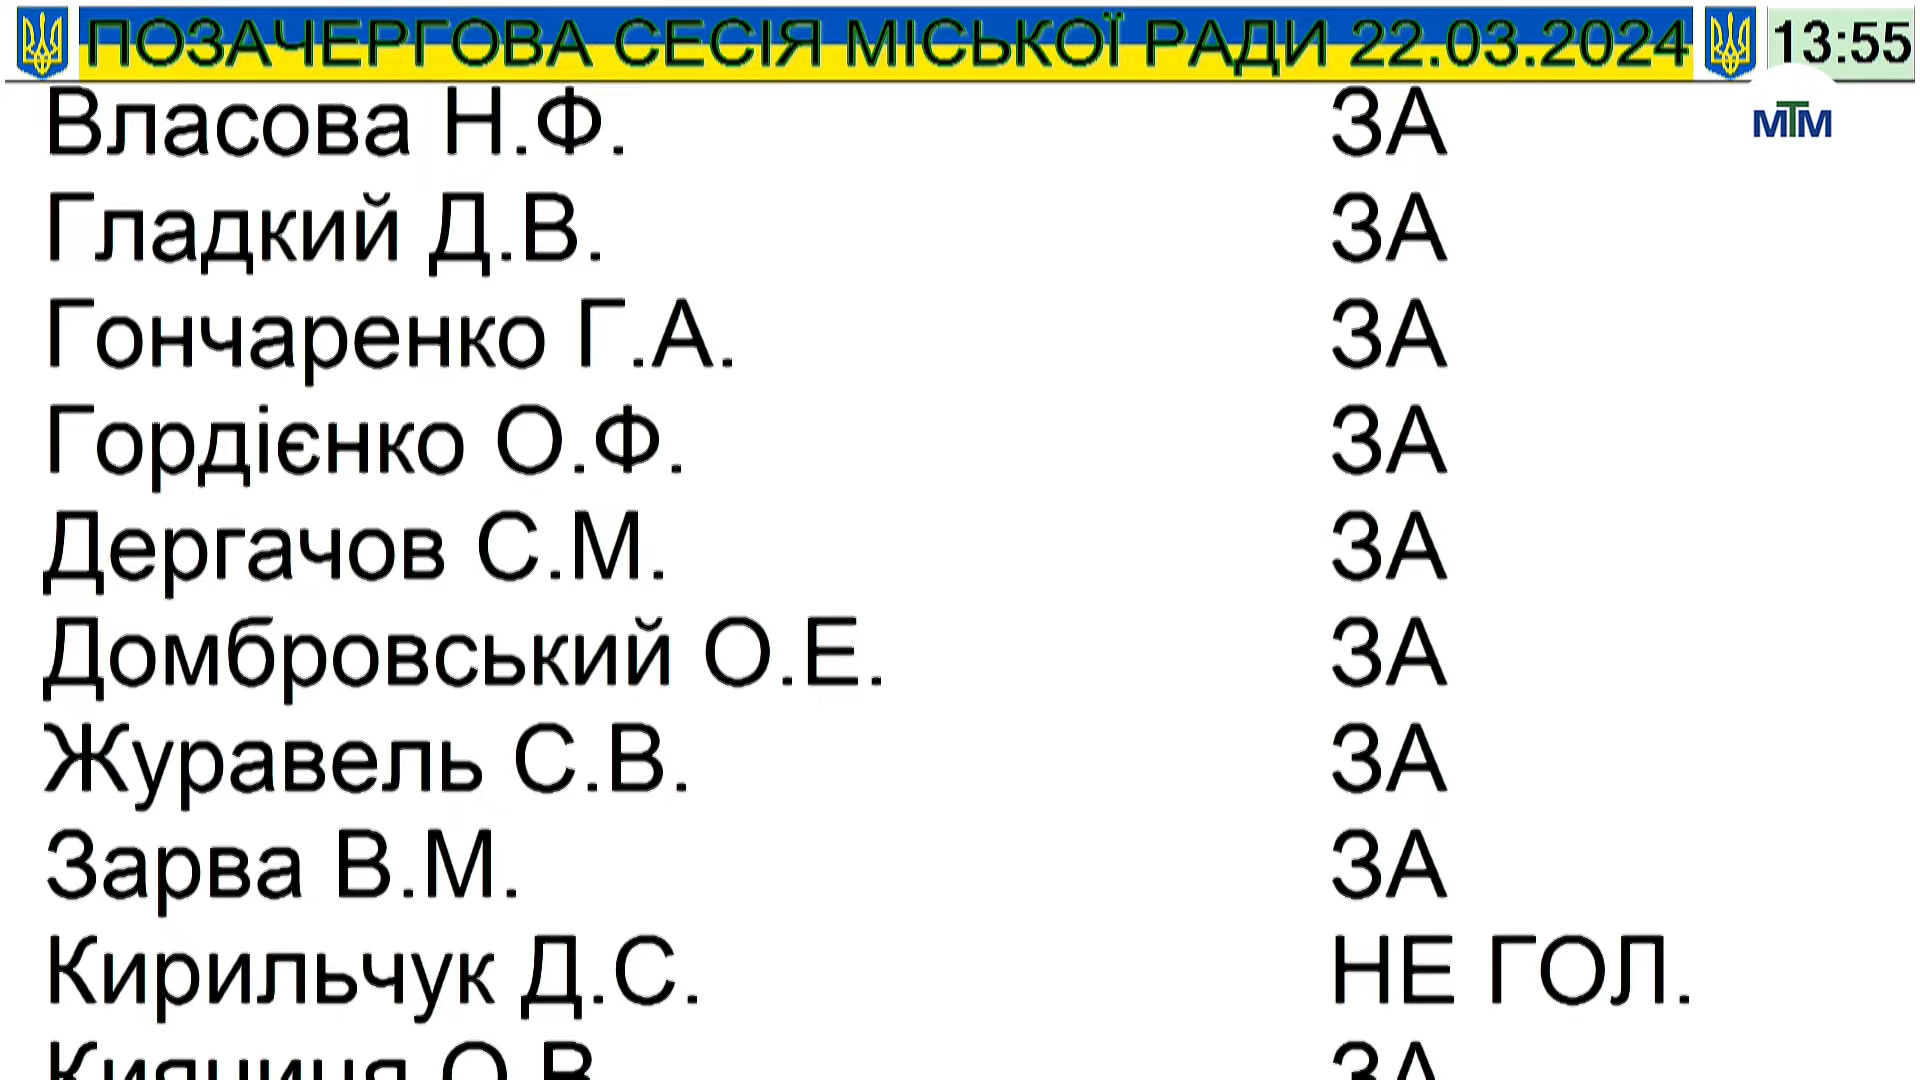 ПОЗАЧЕРГОВА СЕСІЯ МІСЬКОЇ РАДИ 22.03.2024 13:55
МТМ
Власова Н.Ф. ЗА
Гладкий Д.В. ЗА
Гончаренко Г.А. ЗА
Гордієнко О.Ф. ЗА
Дергачов С.М. ЗА
Домбровський О.Е. ЗА
Журавель С.В. ЗА
Зарва В.М. ЗА
Кирильчук Д.С. НЕ ГОЛ.
О.В. ЗА